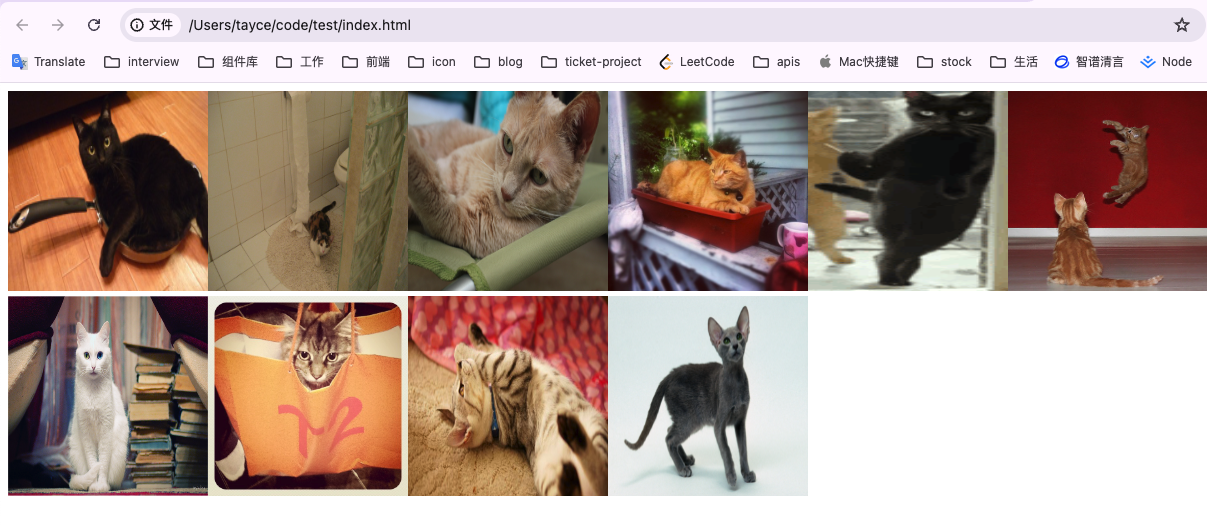 文件 /Users/tayce/code/test/index.html
Translate interview 组件库 工作 前端 icon blog ticket-project LeetCode apis Mac快捷键 stock 生活 智谱清言 Node